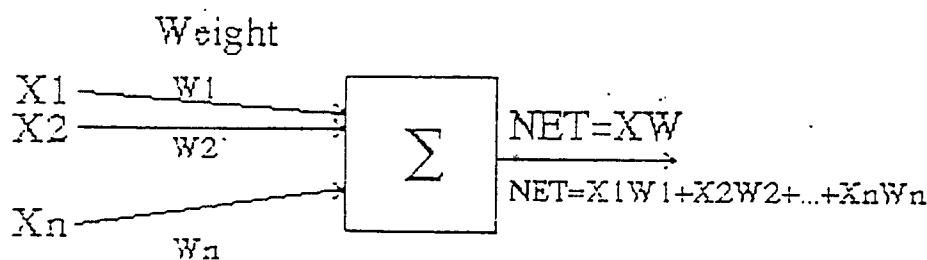 Weight
X1
W1
X2
W2
Xn
Wn
Σ
NET=XW
NET=X1W1+X2W2+...+XnWn